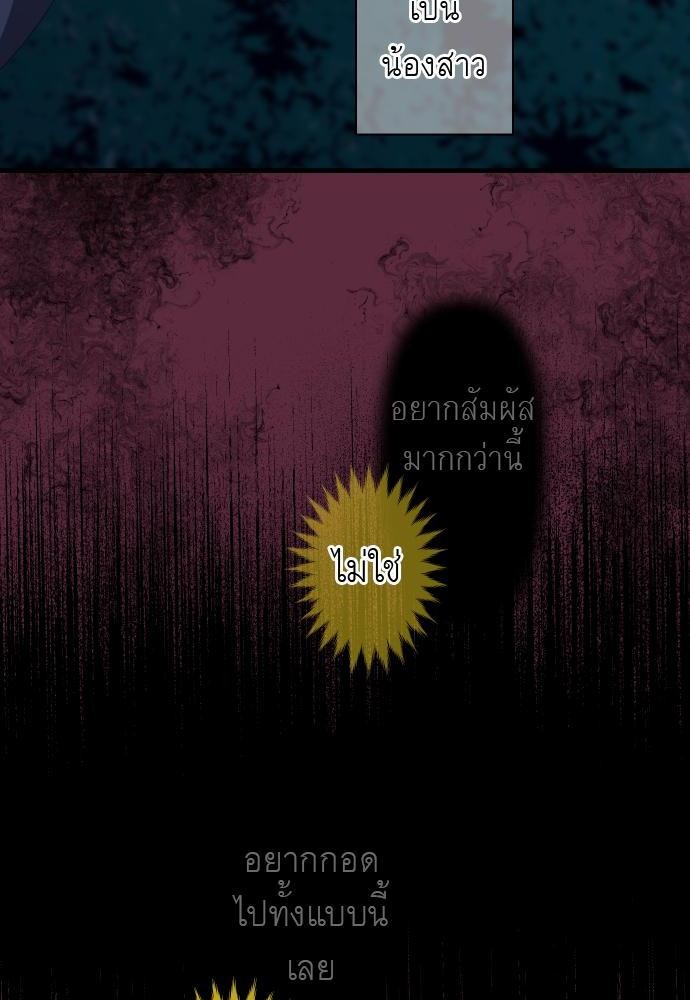 เป็น
น้องสาว
อยากสัมผัส
มากกว่านี้
ไม่ใช่
อยากกอด
ไปทั้งแบบนี้
เลย